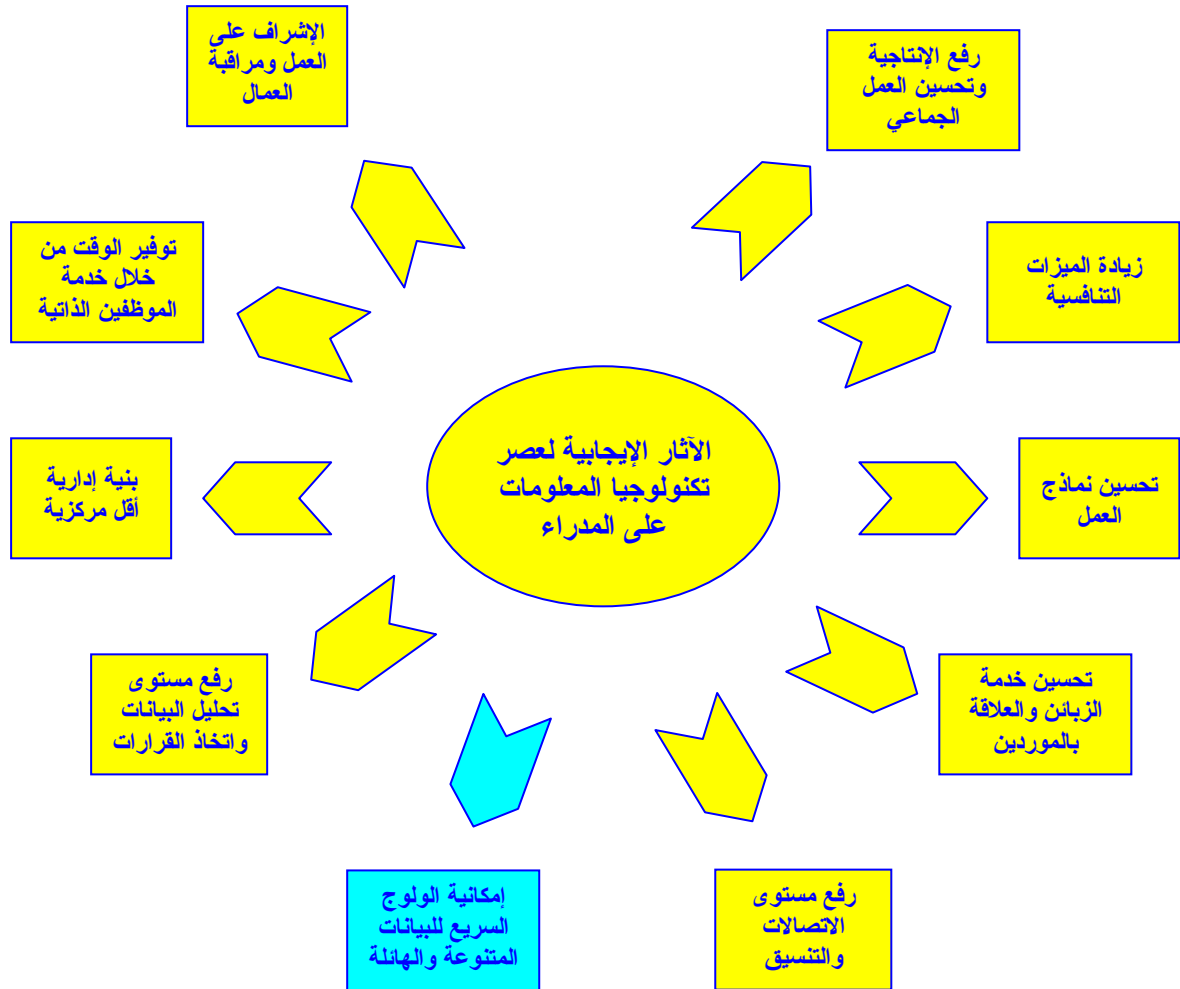 الإشراف على
العمل ومراقبة
العمال
رفع الإنتاجية
وتحسين العمل
الجماعي
توفير الوقت من
خلال خدمة
الموظفين الذاتية
زيادة الميزات
التنافسية
الآثار الإيجابية لعصر
تكنولوجيا المعلومات
على المدراء
بنية إدارية
أقل مركزية
تحسين نماذج
العمل
رفع مستوى
تحليل البيانات
واتخاذ القرارات
تحسين خدمة
الزبائن والعلاقة
بالموردين
إمكانية الولوج
السريع للبيانات
المتنوعة والهائلة
رفع مستوى
الاتصالات
والتنسيق